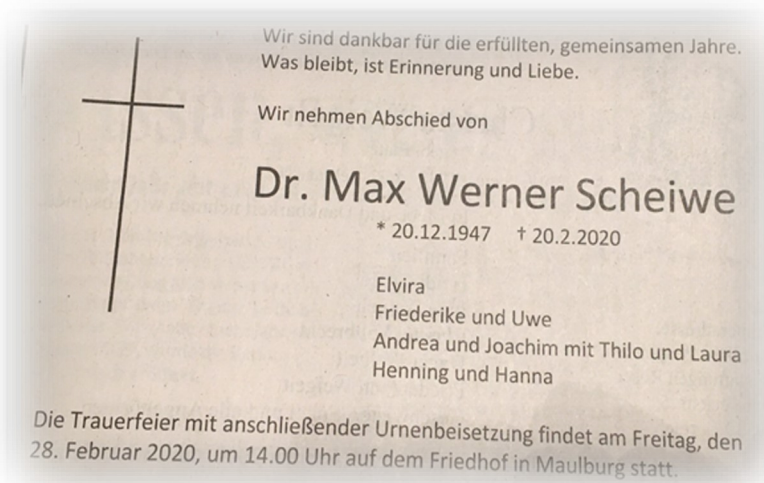 Wir sind dankbar für die erfüllten, gemeinsamen Jahre.
Was bleibt, ist Erinnerung und Liebe.
Wir nehmen Abschied von
Dr. Max Werner Scheiwe
* 20.12.1947 † 20.2.2020
Elvira
Friederike und Uwe
Andrea und Joachim mit Thilo und Laura
Henning und Hanna
Die Trauerfeier mit anschließender Urnenbeisetzung findet am Freitag, den
28. Februar 2020, um 14.00 Uhr auf dem Friedhof in Maulburg statt.